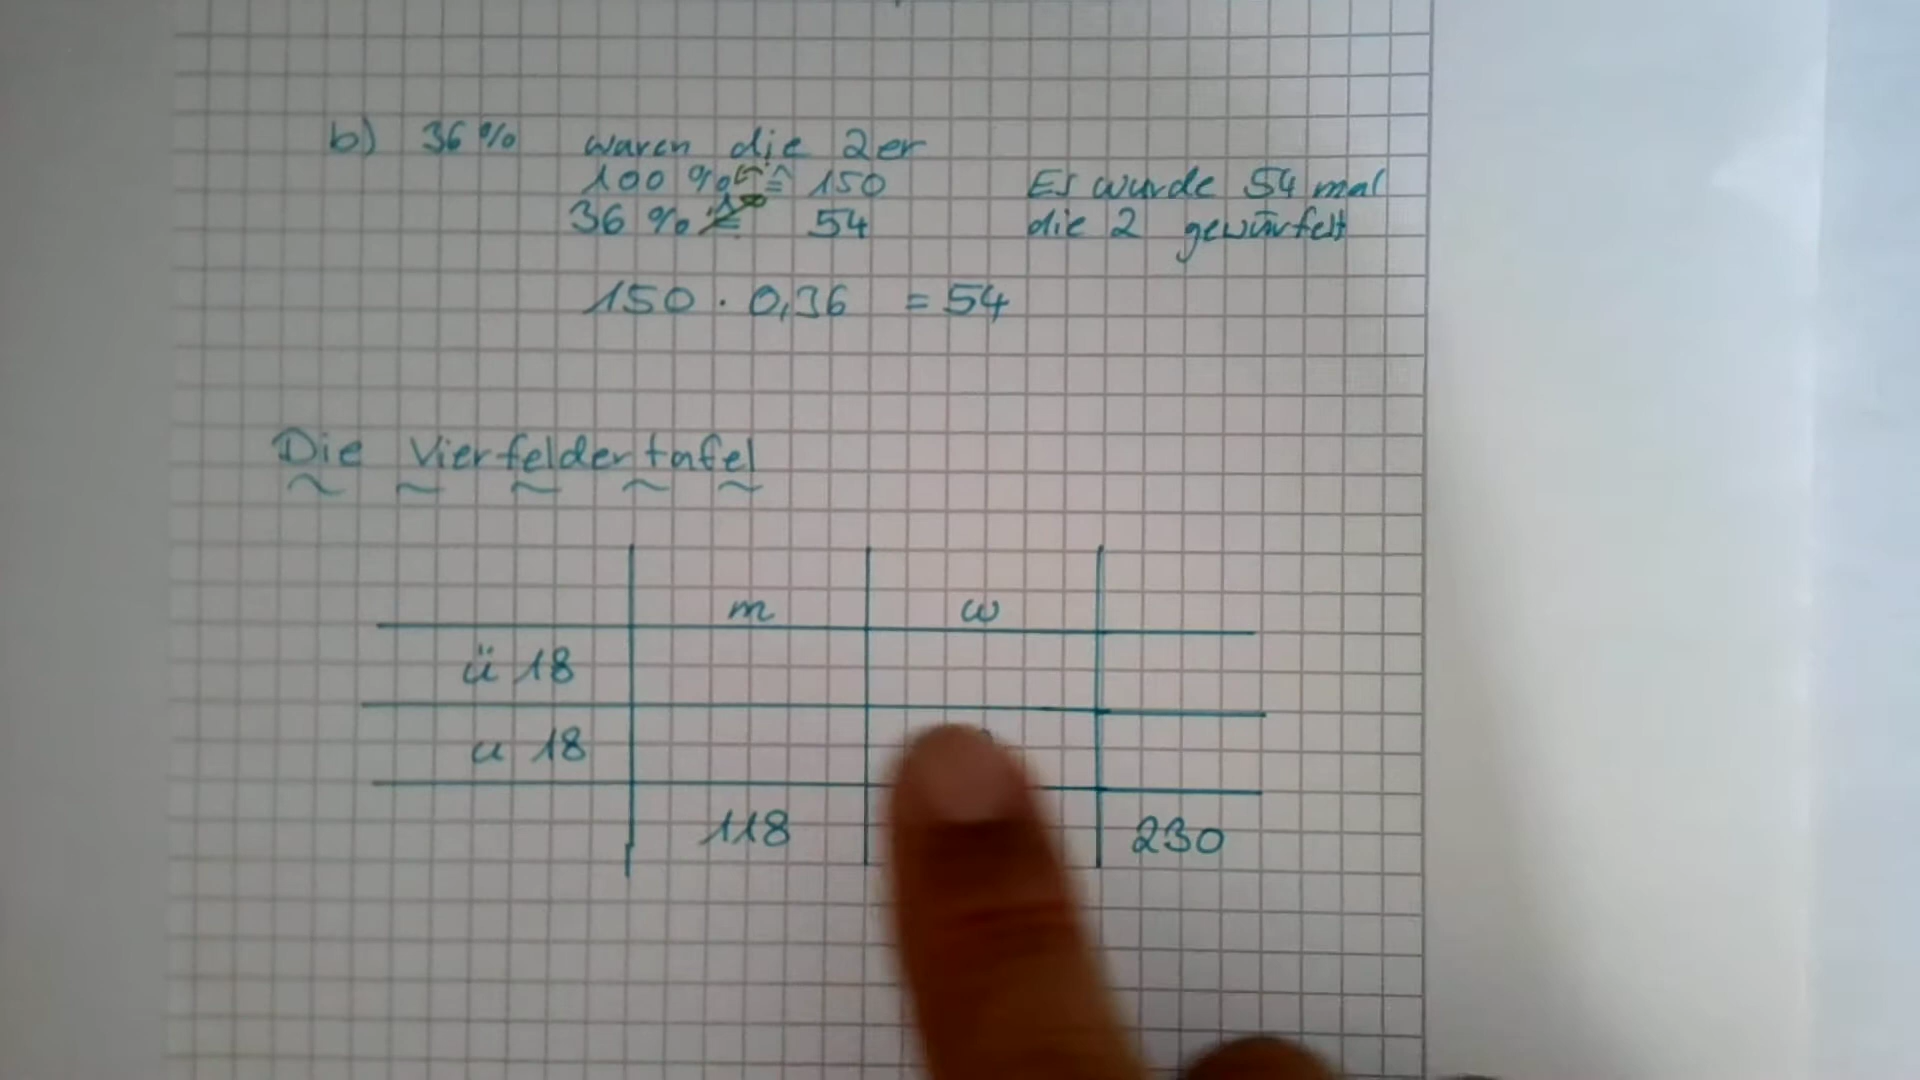 b) 36% waren die 2er
100% ≙ 150
36% ≙ 54
Es wurde 54 mal
die 2 gewürfelt
150 · 0,36 = 54
Die Vierfeldertafel
m w
ü 18
u 18
118 230